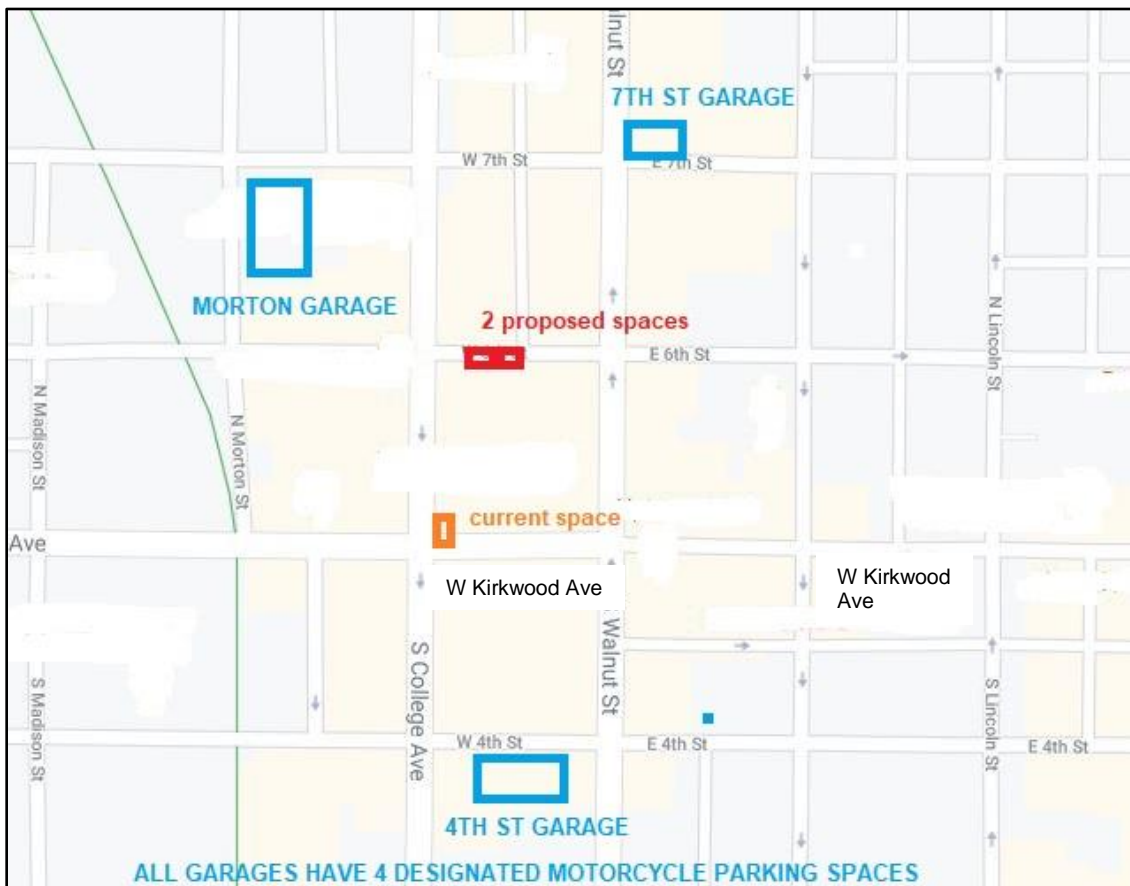 lnut St
7TH ST GARAGE
W 7th St
E 7th St
MORTON GARAGE
2 proposed spaces
E 6th St
N Lincoln St
N Madison St
N Morton St
current space
Ave
W Kirkwood Ave
W Kirkwood
Ave
S College Ave
Walnut St
S Madison St
S Lincoln St
W 4th St
E 4th St
E 4th St
4TH ST GARAGE
ALL GARAGES HAVE 4 DESIGNATED MOTORCYCLE PARKING SPACES